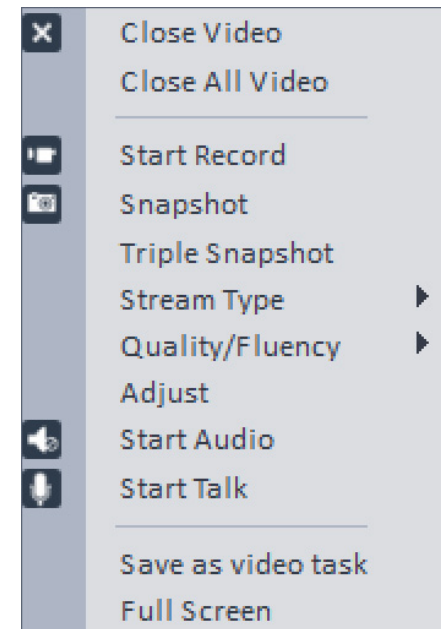 Close Video
Close All Video
Start Record
Snapshot
Triple Snapshot
Stream Type
Quality/Fluency
Adjust
Start Audio
Start Talk
Save as video task
Full Screen